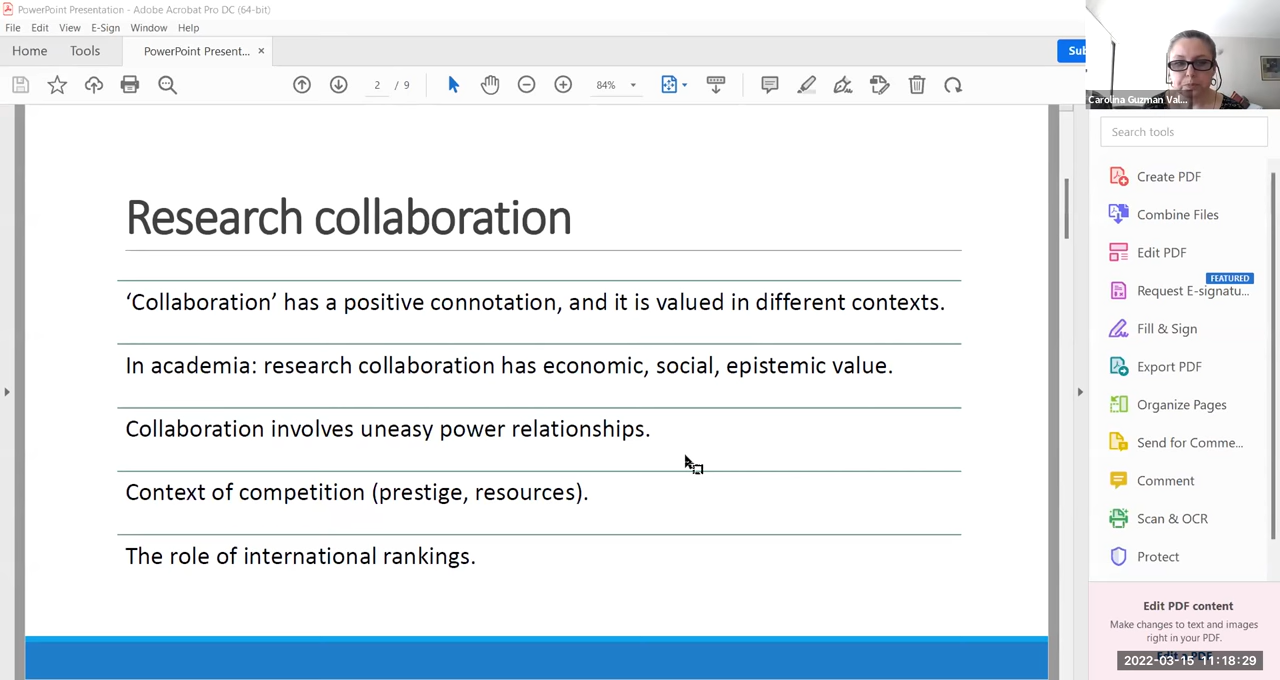 PowerPoint Presentation - Adobe Acrobat Pro DC (64-bit)
File Edit View E-Sign Window Help
Home Tools PowerPoint Present... ×
Sub
2 / 9
84%
Carolina Guzman Val...
Search tools
Create PDF
Combine Files
Edit PDF
FEATURED
Request E-signatu...
Fill & Sign
Export PDF
Organize Pages
Send for Comme...
Comment
Scan & OCR
Protect
Edit PDF content
Make changes to text and images
right in your PDF.
2022-03-15 11:18:29
Research collaboration
‘Collaboration’ has a positive connotation, and it is valued in different contexts.
In academia: research collaboration has economic, social, epistemic value.
Collaboration involves uneasy power relationships.
Context of competition (prestige, resources).
The role of international rankings.